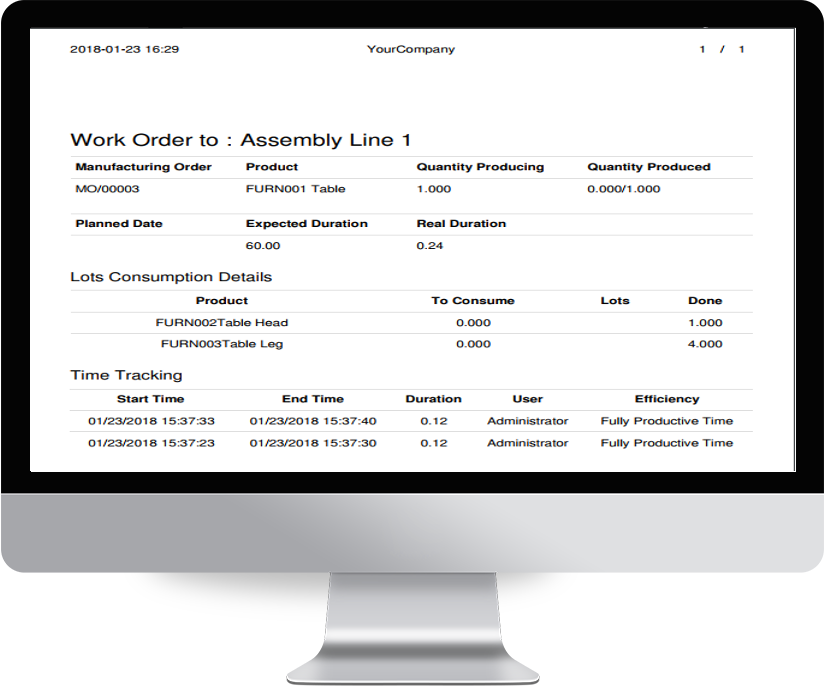 2018-01-23 16:29 YourCompany 1 / 1
Work Order to : Assembly Line 1
Manufacturing Order Product Quantity Producing Quantity Produced
MO/00003 FURN001 Table 1.000 0.000/1.000
Planned Date Expected Duration Real Duration
60.00 0.24
Lots Consumption Details
Product To Consume Lots Done
FURN002Table Head 0.000 1.000
FURN003Table Leg 0.000 4.000
Time Tracking
Start Time End Time Duration User Efficiency
01/23/2018 15:37:33 01/23/2018 15:37:40 0.12 Administrator Fully Productive Time
01/23/2018 15:37:23 01/23/2018 15:37:30 0.12 Administrator Fully Productive Time